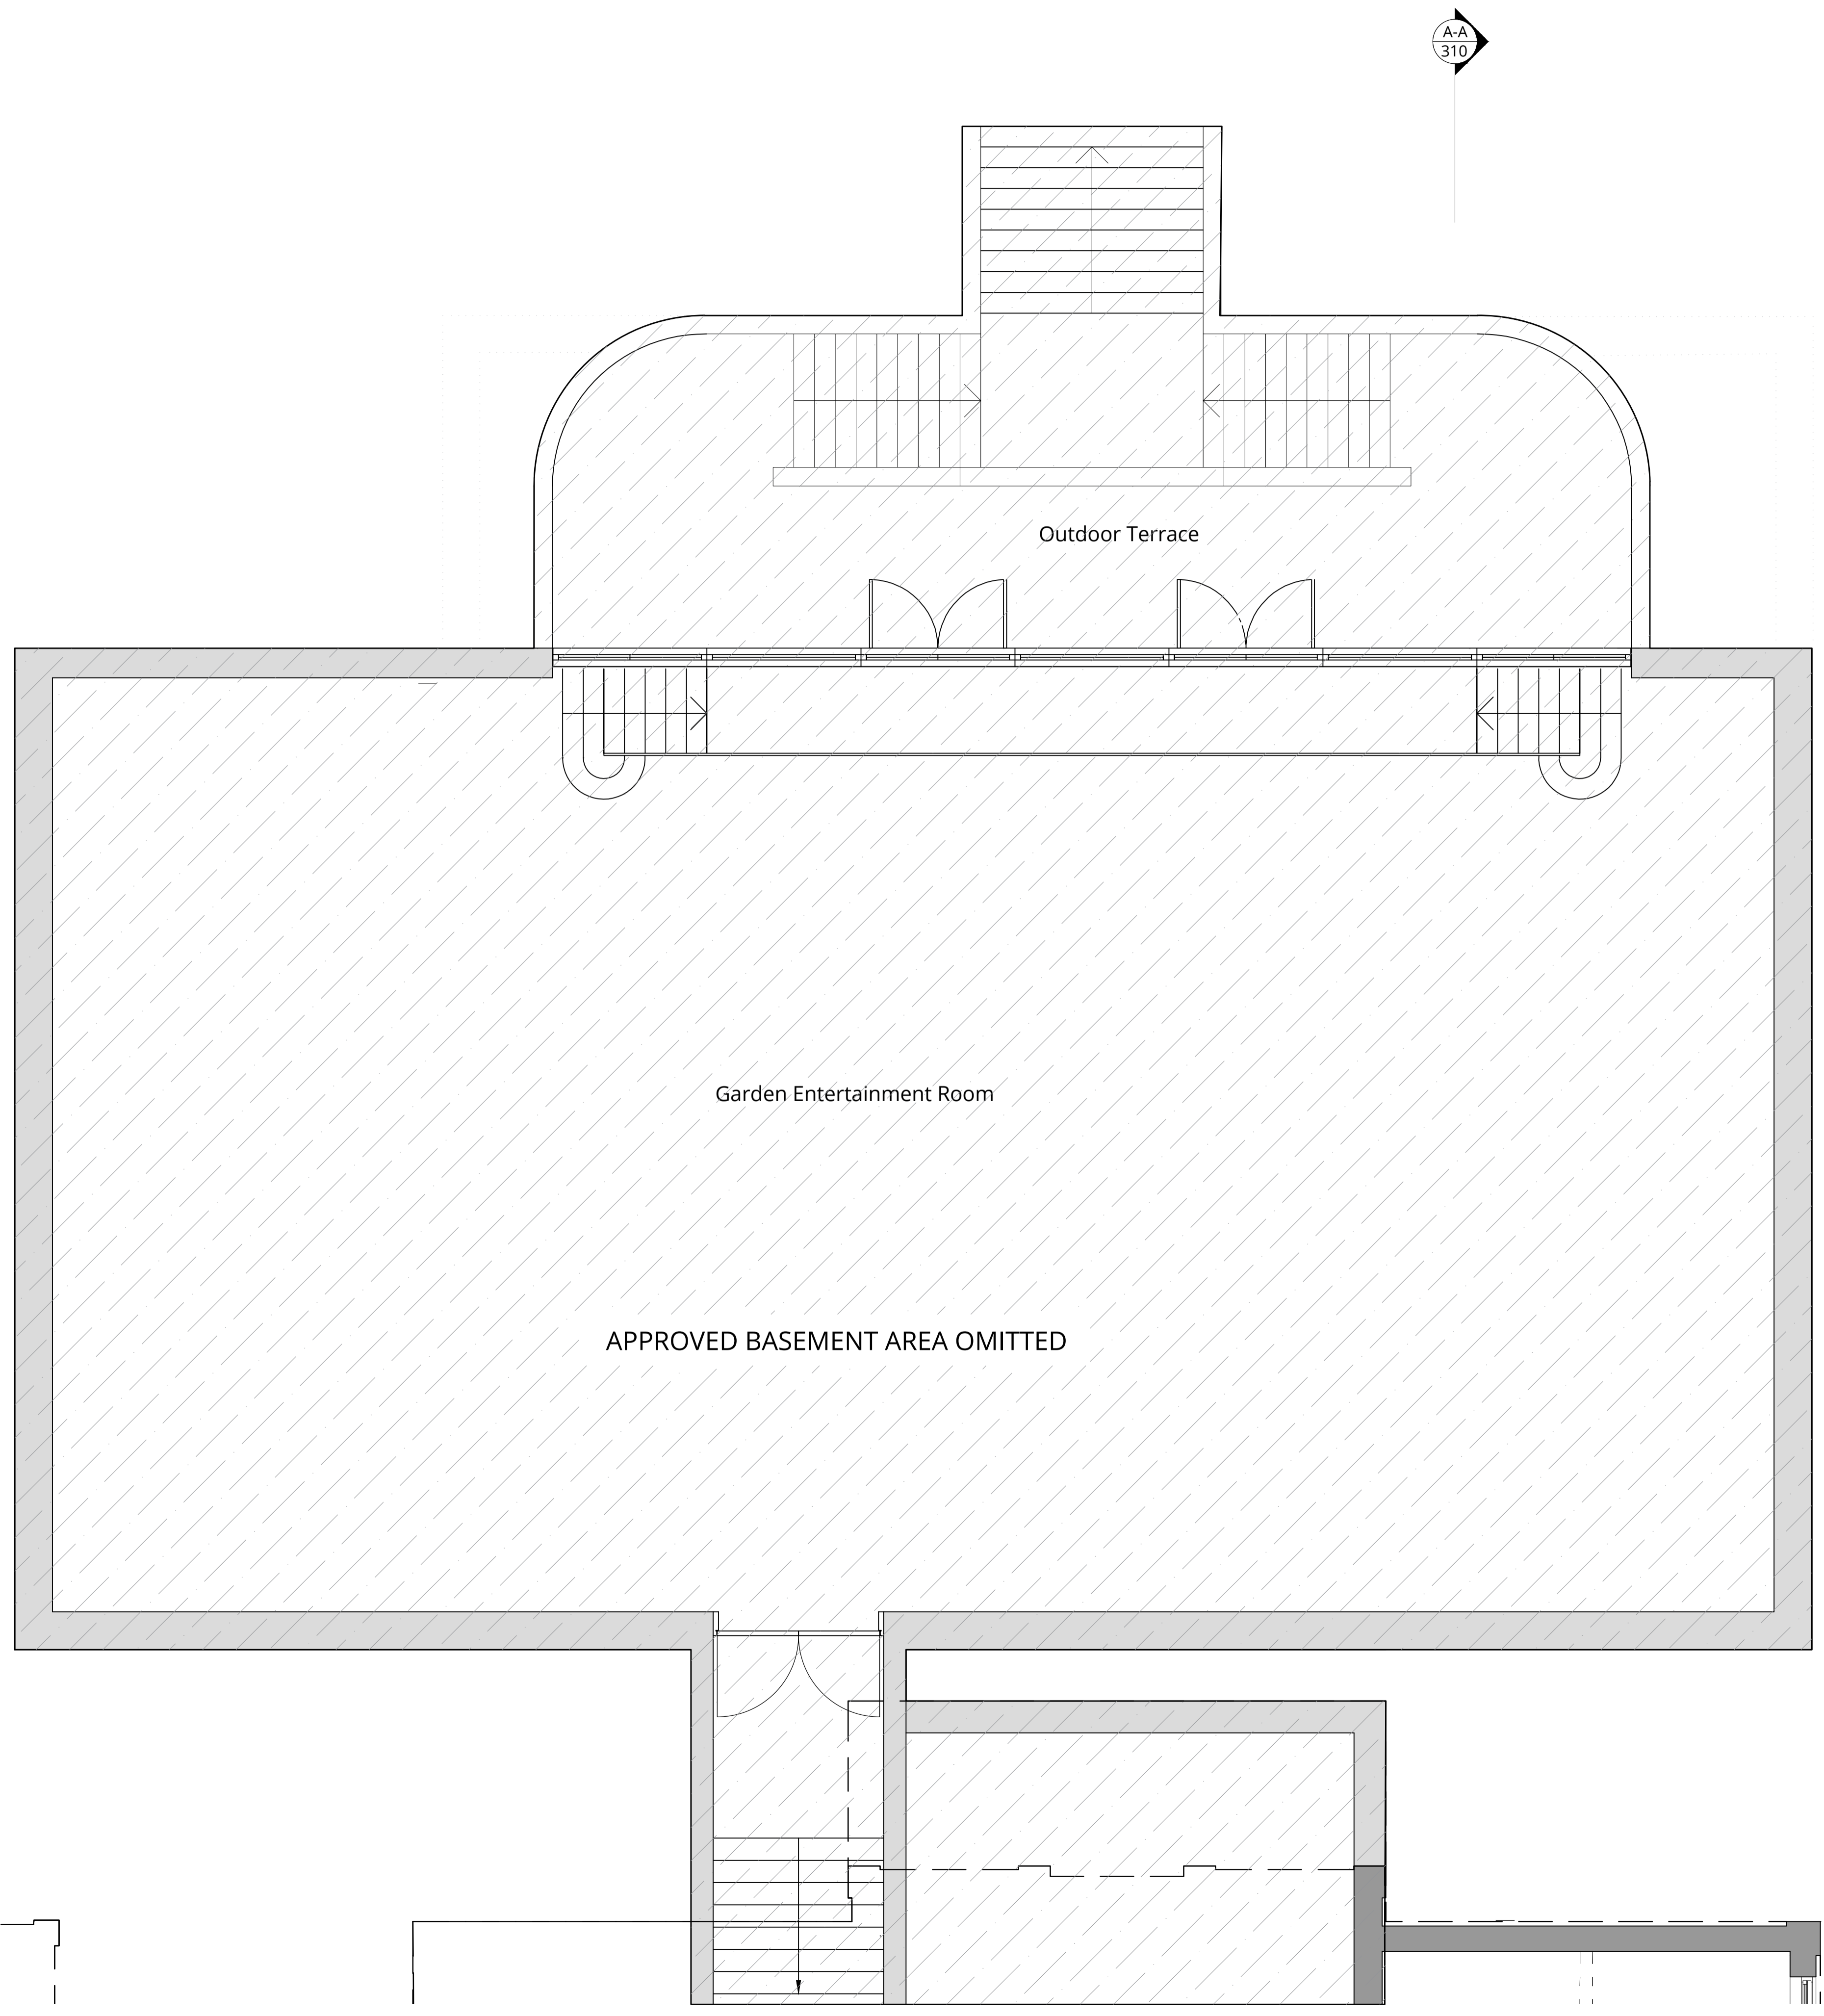 A-A
310
Outdoor Terrace
Garden Entertainment Room
APPROVED BASEMENT AREA OMITTED